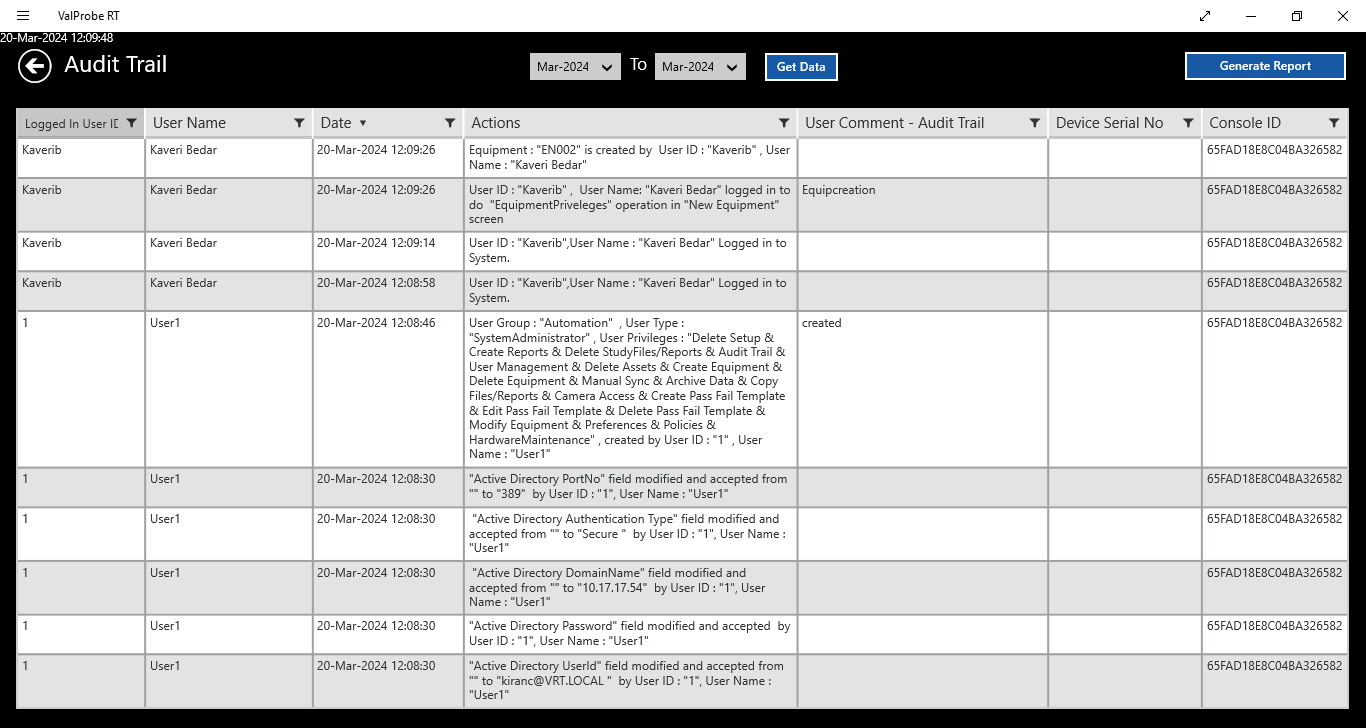 ValProbe RT
20-Mar-2024 12:09:48
Audit Trail
Mar-2024 To Mar-2024 Get Data Generate Report
Logged In User ID User Name Date Actions User Comment - Audit Trail Device Serial No Console ID
Kaverib Kaveri Bedar 20-Mar-2024 12:09:26 Equipment : "EN002" is created by  User ID : "Kaverib" , User 65FAD18E8C04BA326582
Name : "Kaveri Bedar"
Kaverib Kaveri Bedar 20-Mar-2024 12:09:26 User ID : "Kaverib" ,  User Name: "Kaveri Bedar" logged in to Equipcreation 65FAD18E8C04BA326582
do  "EquipmentPriveleges" operation in "New Equipment"
screen
Kaverib Kaveri Bedar 20-Mar-2024 12:09:14 User ID : "Kaverib",User Name : "Kaveri Bedar" Logged in to 65FAD18E8C04BA326582
System.
Kaverib Kaveri Bedar 20-Mar-2024 12:08:58 User ID : "Kaverib",User Name : "Kaveri Bedar" Logged in to 65FAD18E8C04BA326582
System.
1 User1 20-Mar-2024 12:08:46 User Group : "Automation"  , User Type : created 65FAD18E8C04BA326582
"SystemAdministrator" , User Privileges : "Delete Setup &
Create Reports & Delete StudyFiles/Reports & Audit Trail &
User Management & Delete Assets & Create Equipment &
Delete Equipment & Manual Sync & Archive Data & Copy
Files/Reports & Camera Access & Create Pass Fail Template
& Edit Pass Fail Template & Delete Pass Fail Template &
Modify Equipment & Preferences & Policies &
HardwareMaintenance" , created by User ID : "1" , User
Name : "User1"
1 User1 20-Mar-2024 12:08:30 "Active Directory PortNo" field modified and accepted from 65FAD18E8C04BA326582
"" to "389"  by User ID : "1", User Name : "User1"
1 User1 20-Mar-2024 12:08:30 "Active Directory Authentication Type" field modified and 65FAD18E8C04BA326582
accepted from "" to "Secure "  by User ID : "1", User Name :
"User1"
1 User1 20-Mar-2024 12:08:30 "Active Directory DomainName" field modified and 65FAD18E8C04BA326582
accepted from "" to "10.17.17.54"  by User ID : "1", User
Name : "User1"
1 User1 20-Mar-2024 12:08:30 "Active Directory Password" field modified and accepted  by 65FAD18E8C04BA326582
User ID : "1", User Name : "User1"
1 User1 20-Mar-2024 12:08:30 "Active Directory UserId" field modified and accepted from 65FAD18E8C04BA326582
"" to "kiranc@VRT.LOCAL "  by User ID : "1", User Name :
"User1"